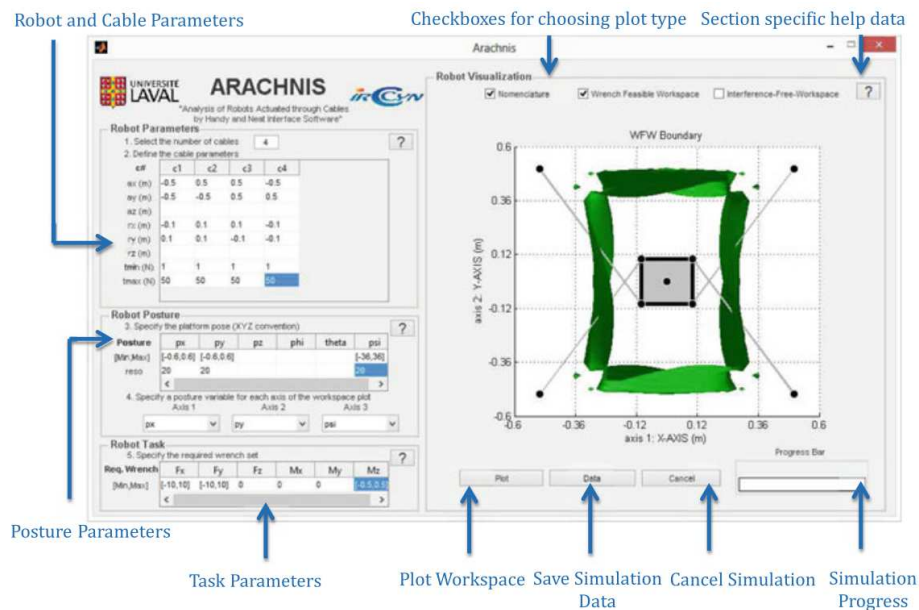 Robot and Cable Parameters
Checkboxes for choosing plot type
Section specific help data
Arachnis
UNIVERSITÉ
LAVAL
ARACHNIS
IRCCyN
"Analysis of Robots Actuated through Cables
by Handy and Neat Interface Software"
Robot Parameters
1. Select the number of cables 4 ?
2. Define the cable parameters
c# c1 c2 c3 c4
ax (m) -0.5 0.5 0.5 -0.5
ay (m) -0.5 -0.5 0.5 0.5
az (m)
rx (m) -0.1 0.1 0.1 -0.1
ry (m) 0.1 0.1 -0.1 -0.1
rz (m)
tmin (N) 1 1 1 1
tmax (N) 50 50 50 50
Robot Posture
3. Specify the platform pose (XYZ convention) ?
Posture px py pz phi theta psi
[Min,Max] [-0.6,0.6] [-0.6,0.6] [-36,36]
reso 20 20 20
4. Specify a posture variable for each axis of the workspace plot
Axis 1 Axis 2 Axis 3
px py psi
Robot Task
5. Specify the required wrench set ?
Req. Wrench Fx Fy Fz Mx My Mz
[Min,Max] [-10,10] [-10,10] 0 0 0 [-0.5,0.5]
Robot Visualization
Nomenclature Wrench Feasible Workspace Interference-Free-Workspace ?
WFW Boundary
0.6
0.36
0.12
-0.12
-0.36
-0.6
axis 2: Y-AXIS (m)
-0.6 -0.36 -0.12 0.12 0.36 0.6
axis 1: X-AXIS (m)
Progress Bar
Plot Data Cancel
Posture Parameters
Task Parameters
Plot Workspace
Save Simulation
Data
Cancel Simulation
Simulation
Progress